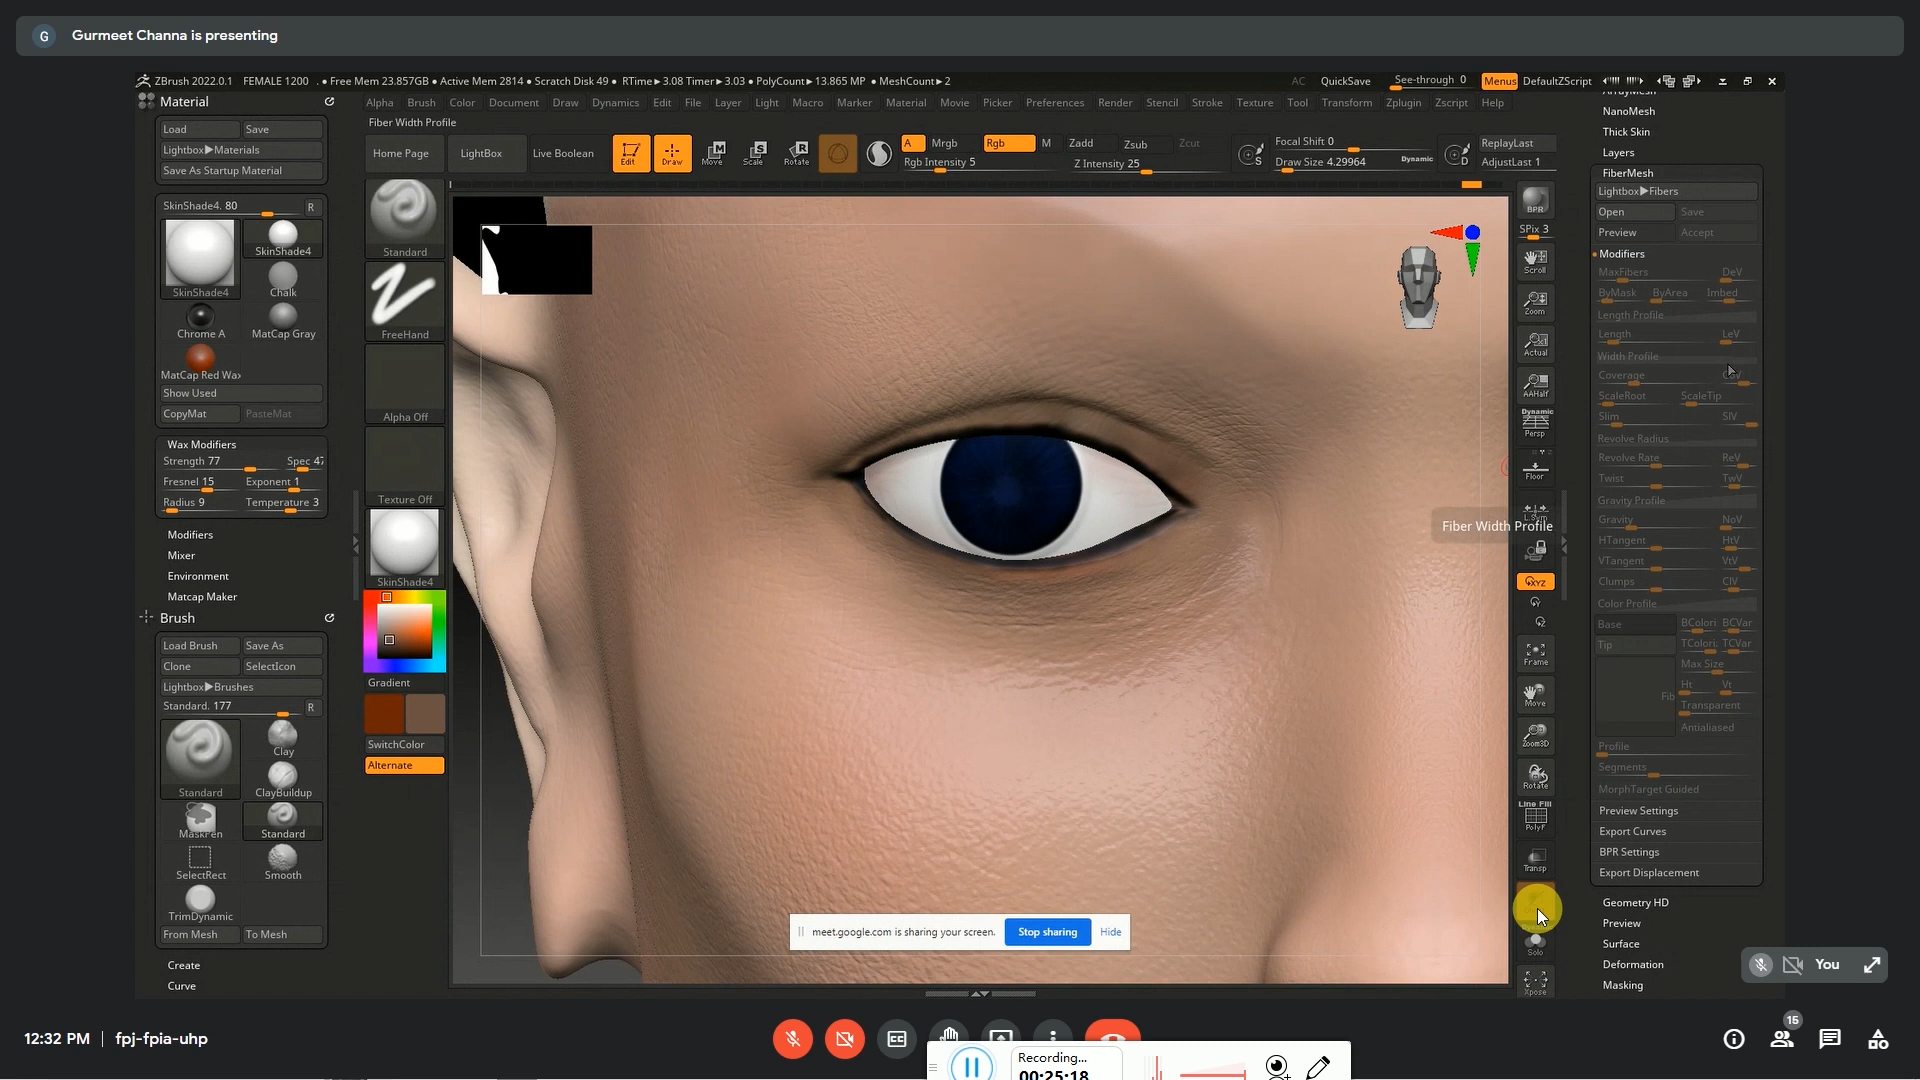 G Gurmeet Channa is presenting
ZBrush 2022.0.1 FEMALE 1200 . • Free Mem 23.857GB • Active Mem 2814 • Scratch Disk 49 • RTime►3.08 Timer►3.03 • PolyCount►13.865 MP • MeshCount►2
AC QuickSave See-through 0 Menus DefaultZScript
Material
Alpha Brush Color Document Draw Dynamics Edit File Layer Light Macro Marker Material Movie Picker Preferences Render Stencil Stroke Texture Tool Transform Zplugin Zscript Help
Fiber Width Profile
Home Page LightBox Live Boolean Edit Draw Move Scale Rotate
A Mrgb Rgb M Zadd Zsub Zcut
Rgb Intensity 5 Z Intensity 25
Focal Shift 0
Draw Size 4.29964 Dynamic
ReplayLast
AdjustLast 1
Load Save
Lightbox►Materials
Save As Startup Material
SkinShade4. 80 R
SkinShade4
SkinShade4 Chalk
Chrome A MatCap Gray
MatCap Red Wax
Show Used
CopyMat PasteMat
Wax Modifiers
Strength 77 Spec 47
Fresnel 15 Exponent 1
Radius 9 Temperature 3
Modifiers
Mixer
Environment
Matcap Maker
Brush
Load Brush Save As
Clone SelectIcon
Lightbox►Brushes
Standard. 177 R
Clay
Standard ClayBuildup
MaskPen Standard
SelectRect Smooth
TrimDynamic
From Mesh To Mesh
Create
Curve
Standard
FreeHand
Alpha Off
Texture Off
SkinShade4
Gradient
SwitchColor
Alternate
BPR
SPix 3
Scroll
Zoom
Actual
AAHalf
Dynamic
Persp
Floor
L.Sym
Fiber Width Profile
XYZ
Frame
Move
Zoom3D
Rotate
Line Fill
PolyF
Transp
Solo
Xpose
NanoMesh
Thick Skin
Layers
FiberMesh
Lightbox►Fibers
Open Save
Preview Accept
Modifiers
MaxFibers DeV
ByMask ByArea Imbed
Length Profile
Length LeV
Width Profile
Coverage
ScaleRoot ScaleTip
Slim SlV
Revolve Radius
Revolve Rate ReV
Twist TwV
Gravity Profile
Gravity NoV
HTangent HtV
VTangent VtV
Clumps ClV
Color Profile
Base BColori BCVar
Tip TColori TCVar
Max Size
Fib Ht Vt
Transparent
Antialiased
Profile
Segments
MorphTarget Guided
Preview Settings
Export Curves
BPR Settings
Export Displacement
Geometry HD
Preview
Surface
Deformation
Masking
meet.google.com is sharing your screen. Stop sharing Hide
You
12:32 PM | fpj-fpia-uhp
15
Recording...
00:25:18